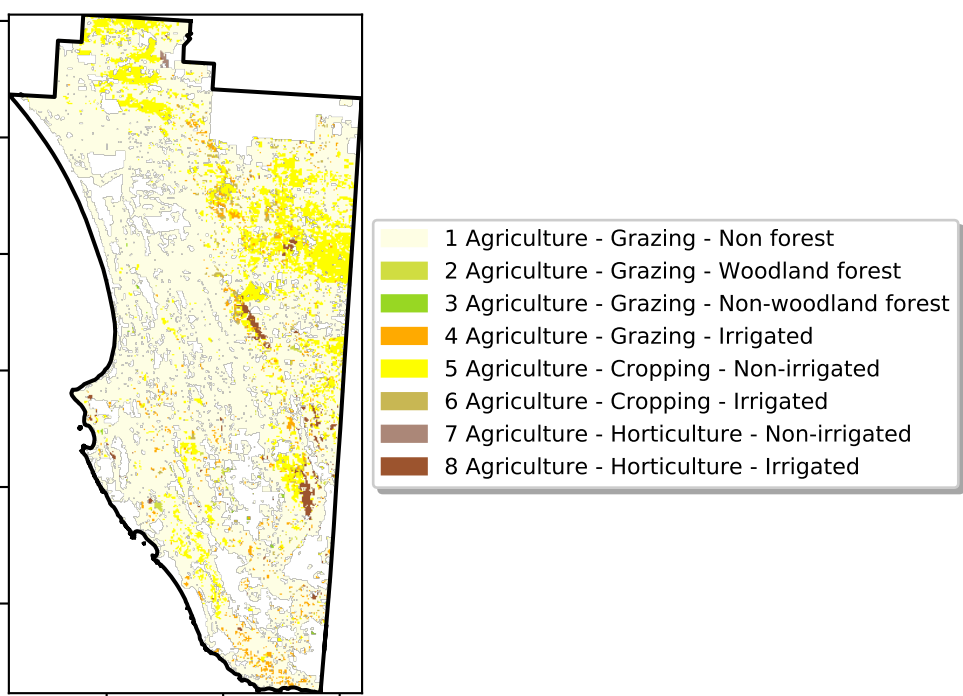 1 Agriculture - Grazing - Non forest
2 Agriculture - Grazing - Woodland forest
3 Agriculture - Grazing - Non-woodland forest
4 Agriculture - Grazing - Irrigated
5 Agriculture - Cropping - Non-irrigated
6 Agriculture - Cropping - Irrigated
7 Agriculture - Horticulture - Non-irrigated
8 Agriculture - Horticulture - Irrigated